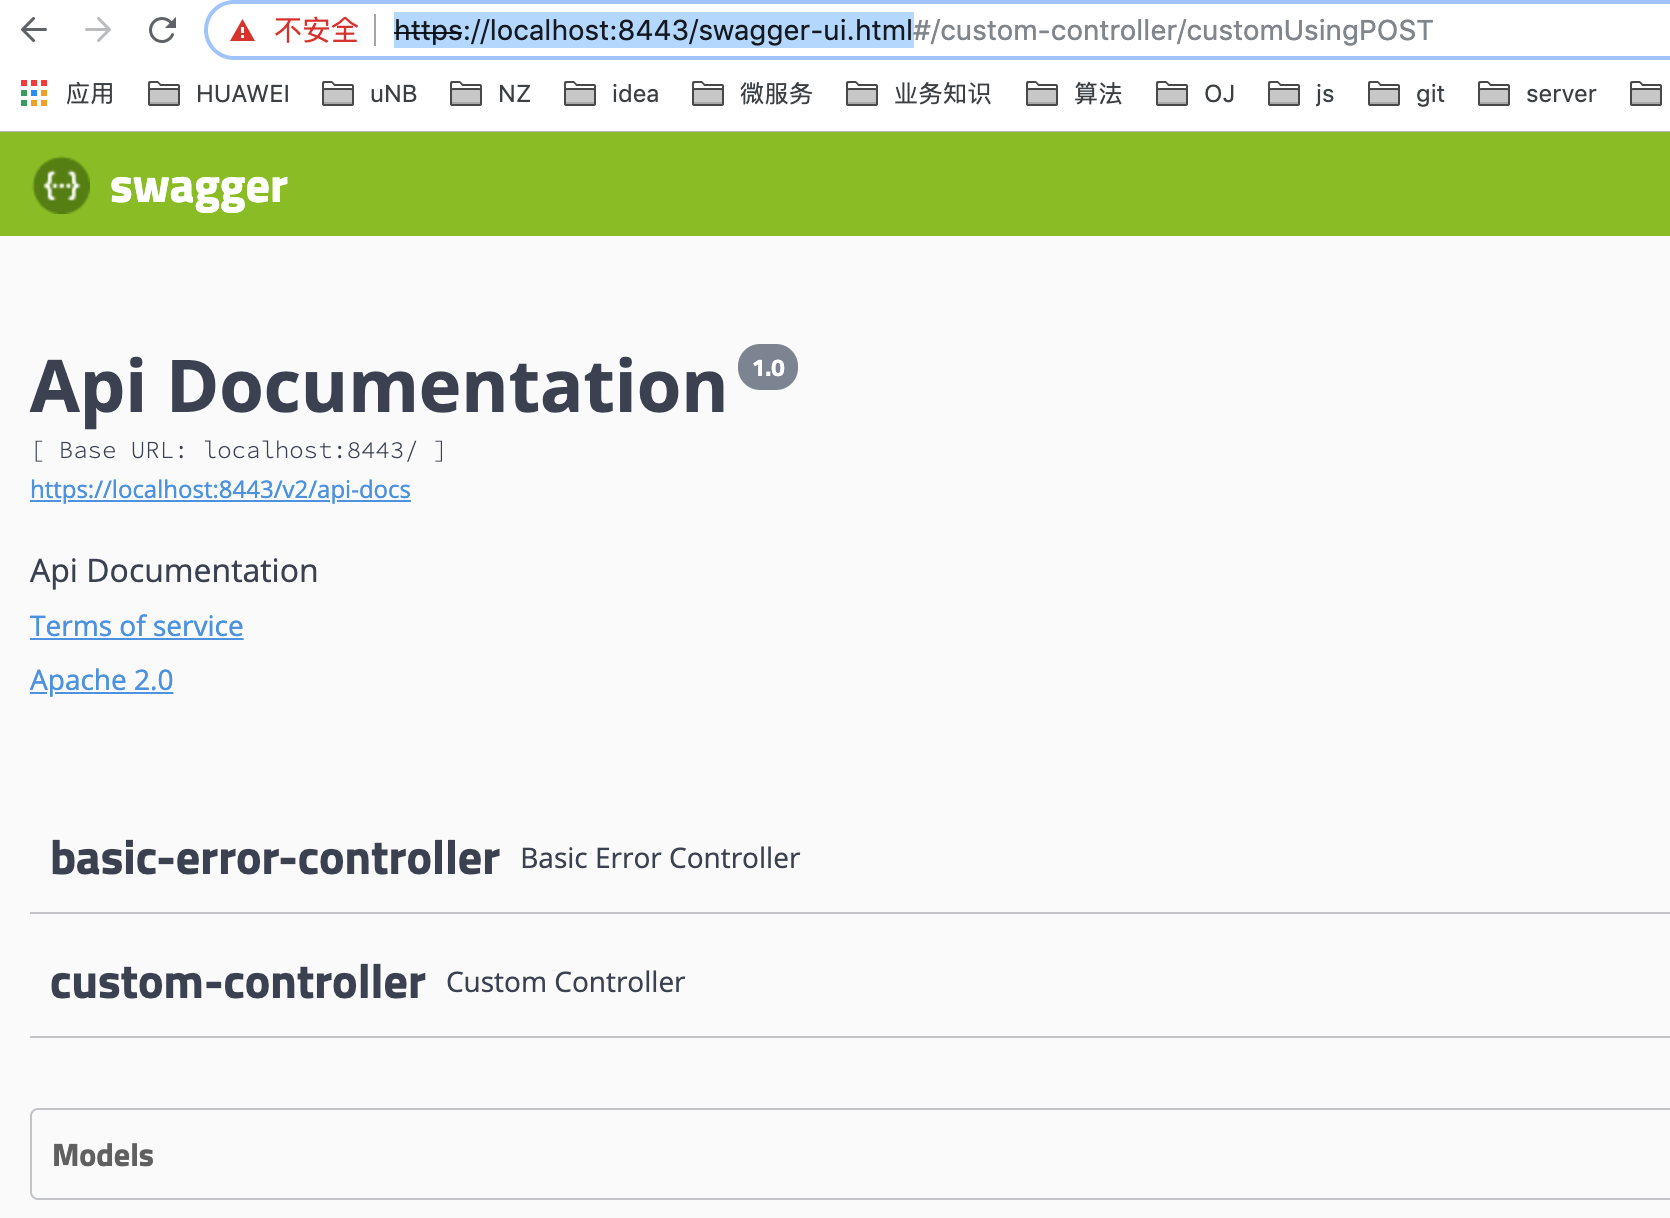 不安全 https://localhost:8443/swagger-ui.html#/custom-controller/customUsingPOST
应用 HUAWEI uNB NZ idea 微服务 业务知识 算法 OJ js git server
{···} swagger
Api Documentation 1.0
[ Base URL: localhost:8443/ ]
https://localhost:8443/v2/api-docs
Api Documentation
Terms of service
Apache 2.0
basic-error-controller Basic Error Controller
custom-controller Custom Controller
Models